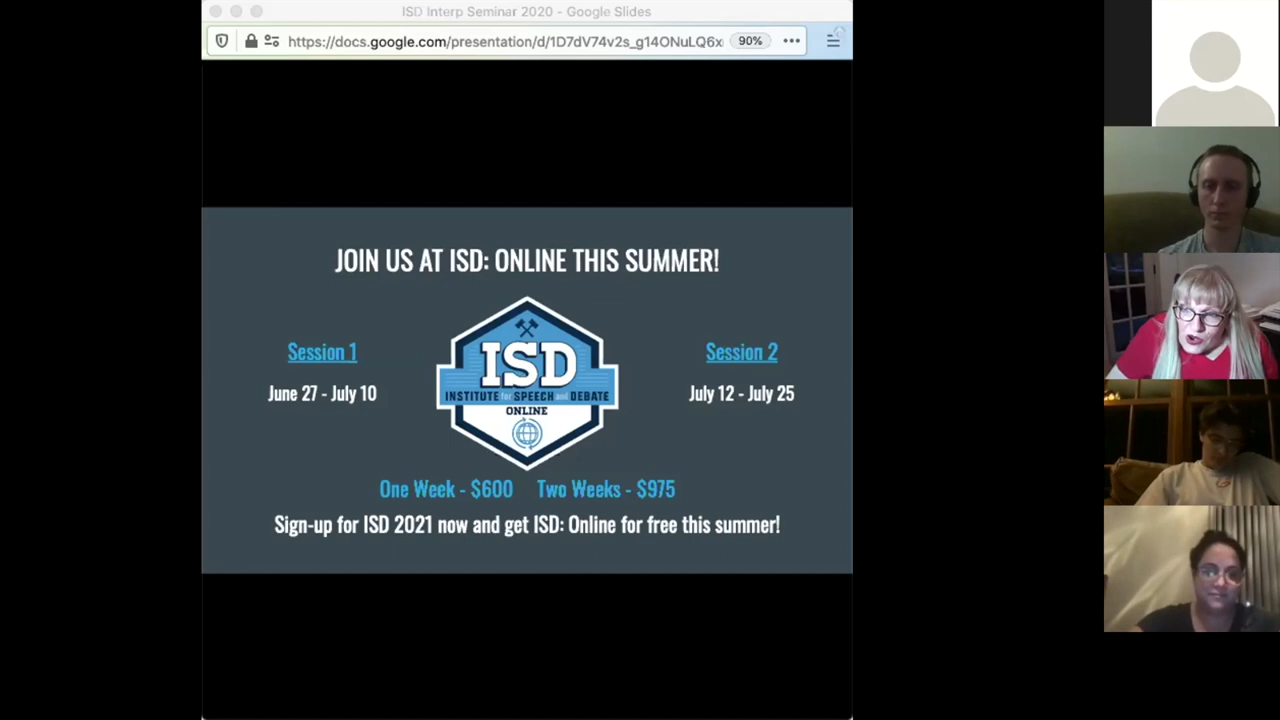 ISD Interp Seminar 2020 - Google Slides
https://docs.google.com/presentation/d/1D7dV74v2s_g14ONuLQ6x
90%
JOIN US AT ISD: ONLINE THIS SUMMER!
Session 1
June 27 - July 10
ISD
INSTITUTE for SPEECH and DEBATE
ONLINE
Session 2
July 12 - July 25
One Week - $600 Two Weeks - $975
Sign-up for ISD 2021 now and get ISD: Online for free this summer!